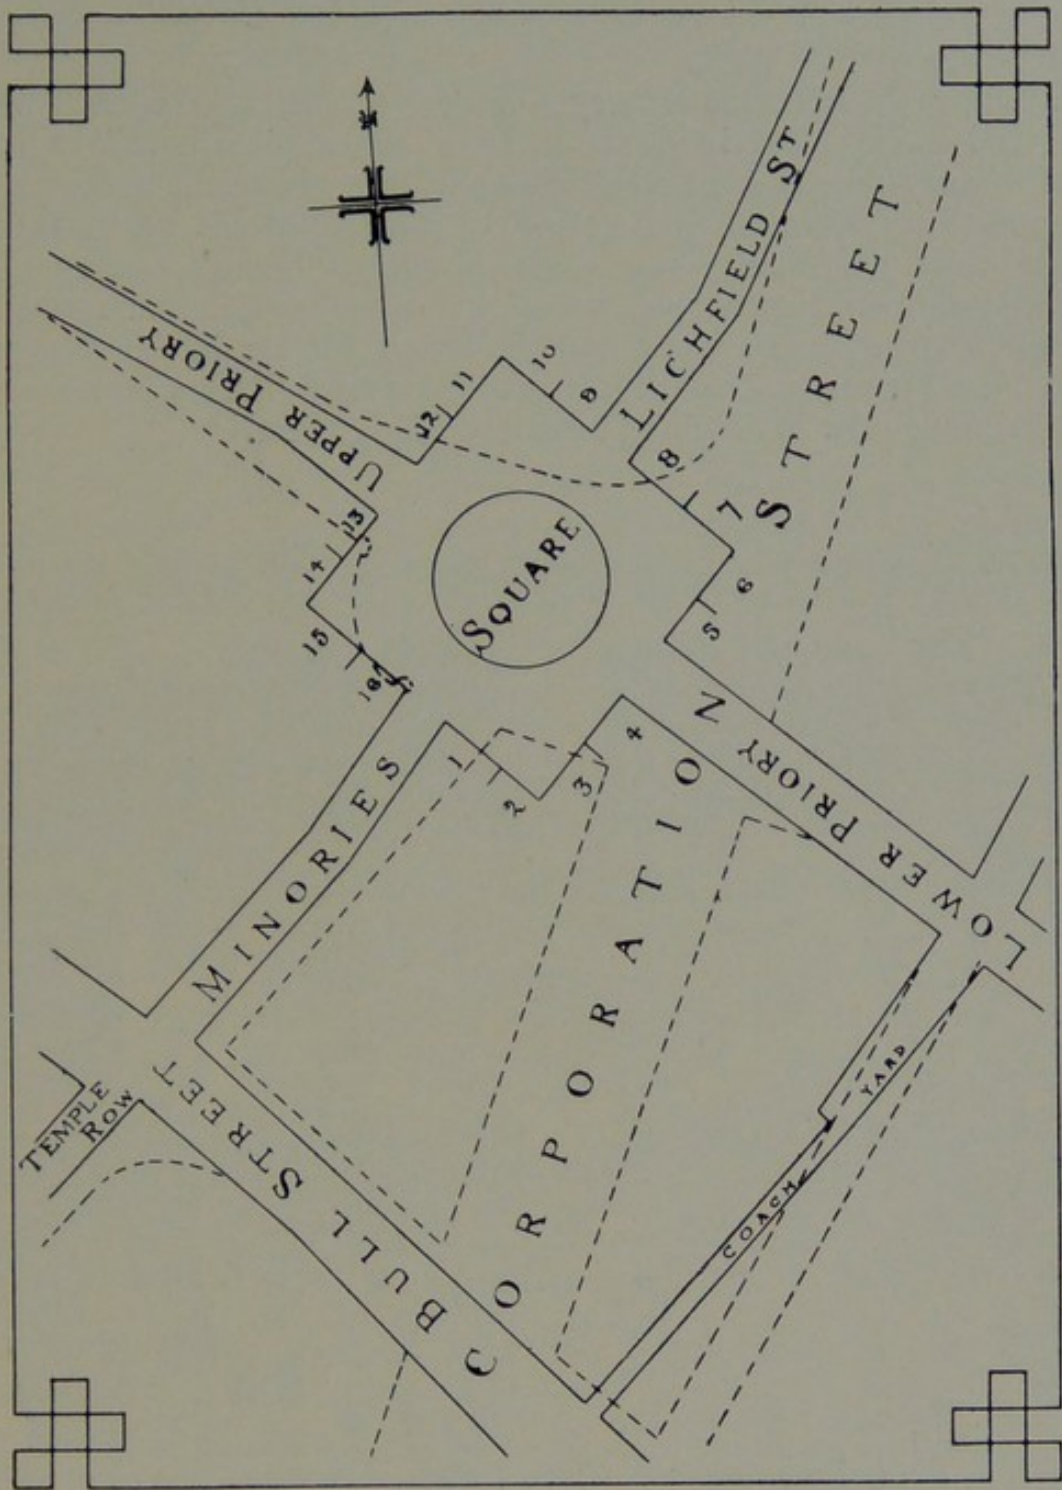 N
LICHFIELD ST
UPPER PRIORY
SQUARE
MINORIES
CORPORATION STREET
LOWER PRIORY
BULL STREET
TEMPLE ROW
COACH YARD
1
2
3
4
5
6
7
8
9
10
11
12
13
14
15
16